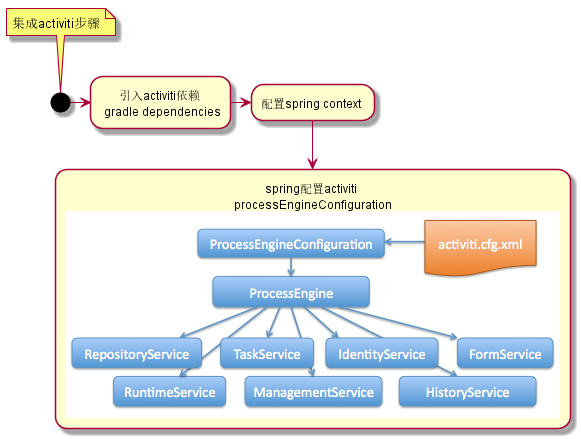 集成activiti步骤
引入activiti依赖
gradle dependencies
配置spring context
spring配置activiti
processEngineConfiguration
ProcessEngineConfiguration
activiti.cfg.xml
ProcessEngine
RepositoryService
TaskService
IdentityService
FormService
RuntimeService
ManagementService
HistoryService